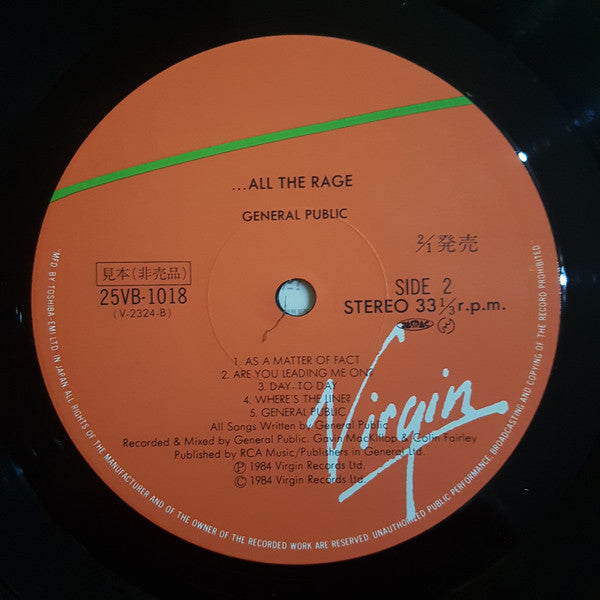 ...ALL THE RAGE
GENERAL PUBLIC
2/1発売
見本(非売品)
25VB-1018
(V-2324-B)
SIDE 2
STEREO 33 1/3 r.p.m.
1. AS A MATTER OF FACT
2. ARE YOU LEADING ME ON?
3. DAY-TO DAY
4. WHERE'S THE LINE?
5. GENERAL PUBLIC
All Songs Written by General Public
Recorded & Mixed by General Public. Gavin MacKillop & Colin Fairley
Published by RCA Music/Publishers in General Ltd.
Ⓟ 1984 Virgin Records Ltd.
© 1984 Virgin Records Ltd.
Virgin
"MFD BY TOSHIBA EMI LTD IN JAPAN ALL RIGHTS OF THE MANUFACTURER AND OF THE OWNER OF THE RECORDED WORK ARE RESERVED. UNAUTHORIZED PUBLIC PERFORMANCE, BROADCASTING AND COPYING OF THE RECORD PROHIBITED"